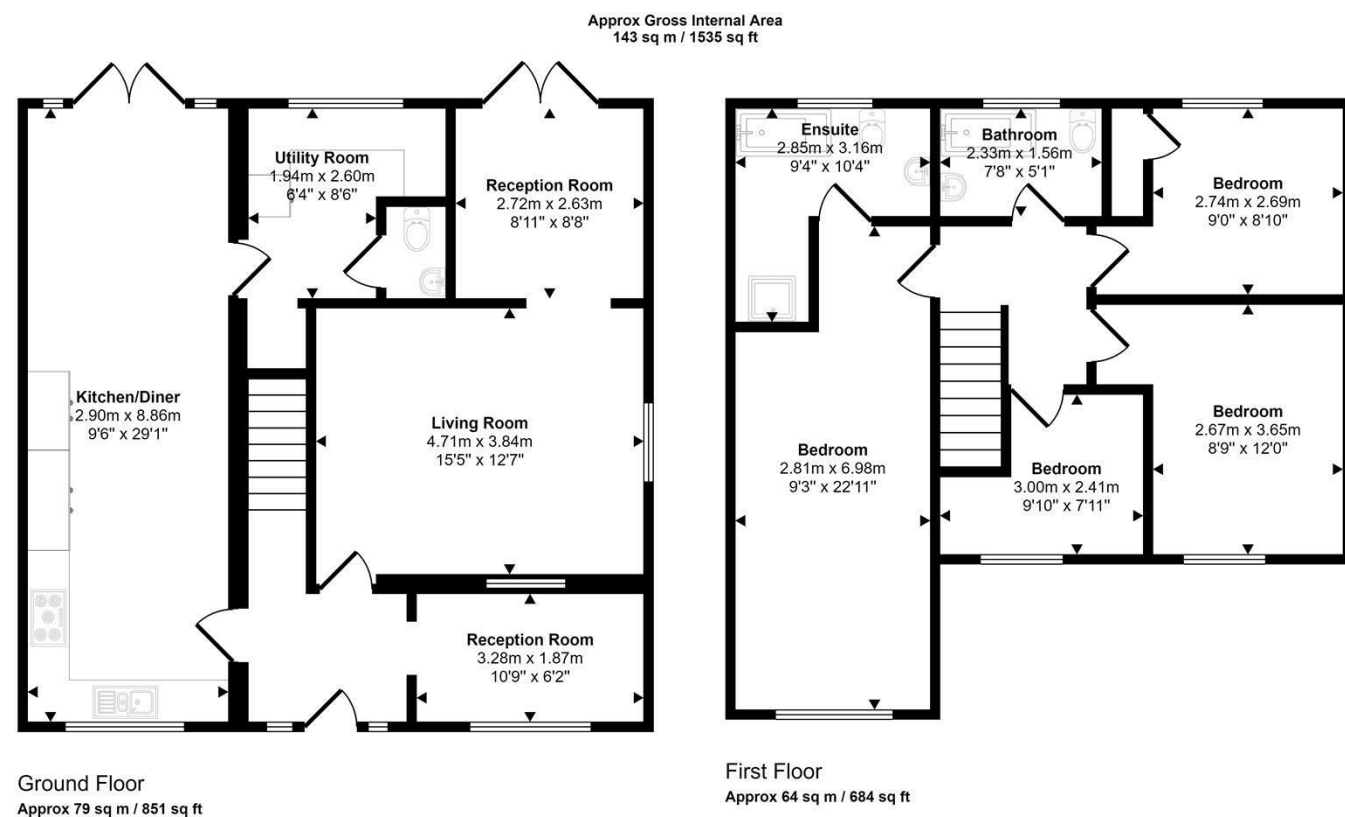 Approx Gross Internal Area
143 sq m / 1535 sq ft
Utility Room
1.94m x 2.60m
6'4" x 8'6"
Reception Room
2.72m x 2.63m
8'11" x 8'8"
Kitchen/Diner
2.90m x 8.86m
9'6" x 29'1"
Living Room
4.71m x 3.84m
15'5" x 12'7"
Reception Room
3.28m x 1.87m
10'9" x 6'2"
Ground Floor
Approx 79 sq m / 851 sq ft
Ensuite
2.85m x 3.16m
9'4" x 10'4"
Bathroom
2.33m x 1.56m
7'8" x 5'1"
Bedroom
2.74m x 2.69m
9'0" x 8'10"
Bedroom
2.81m x 6.98m
9'3" x 22'11"
Bedroom
3.00m x 2.41m
9'10" x 7'11"
Bedroom
2.67m x 3.65m
8'9" x 12'0"
First Floor
Approx 64 sq m / 684 sq ft